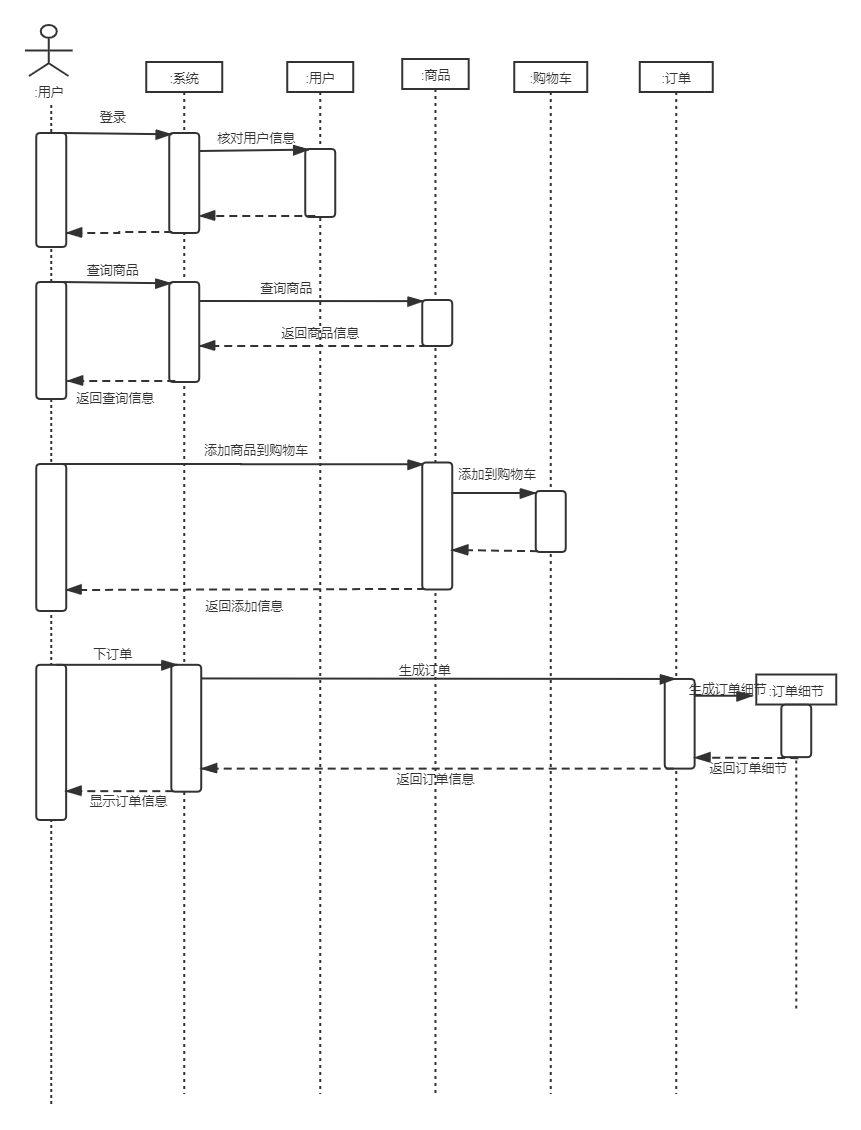 :用户
:系统
:用户
:商品
:购物车
:订单
登录
核对用户信息
查询商品
查询商品
返回商品信息
返回查询信息
添加商品到购物车
添加到购物车
返回添加信息
下订单
生成订单
生成订单细节
:订单细节
返回订单细节
返回订单信息
显示订单信息